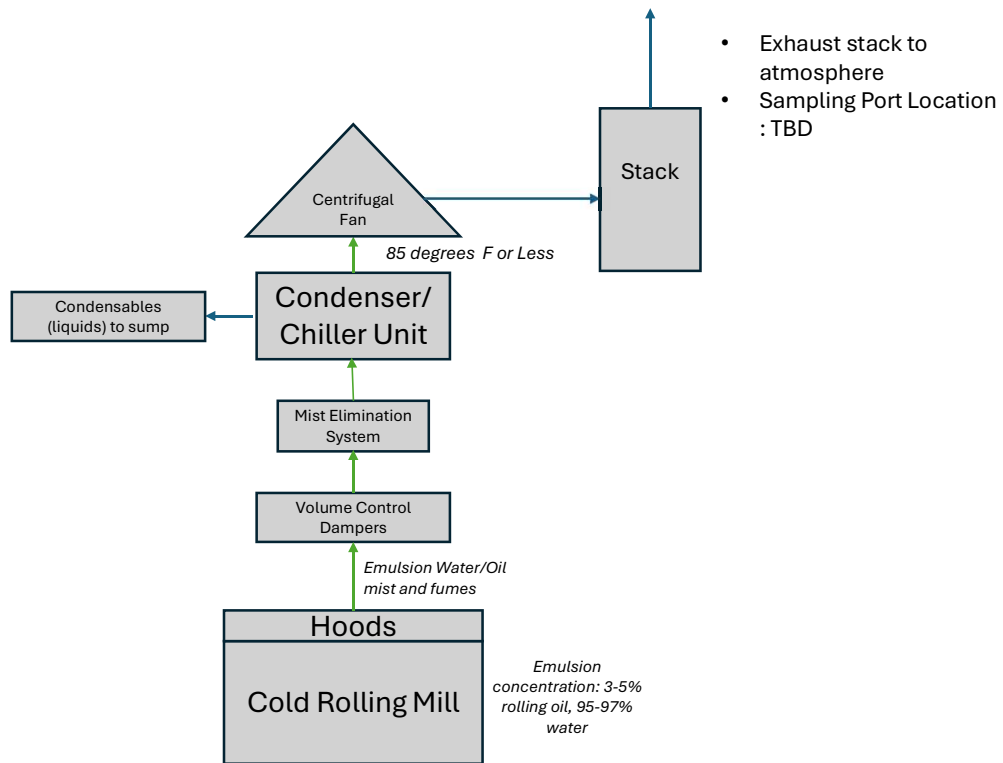 • Exhaust stack to
atmosphere
• Sampling Port Location
: TBD
Stack
Centrifugal
Fan
85 degrees F or Less
Condenser/
Chiller Unit
Condensables
(liquids) to sump
Mist Elimination
System
Volume Control
Dampers
Emulsion Water/Oil
mist and fumes
Hoods
Cold Rolling Mill
Emulsion
concentration: 3-5%
rolling oil, 95-97%
water